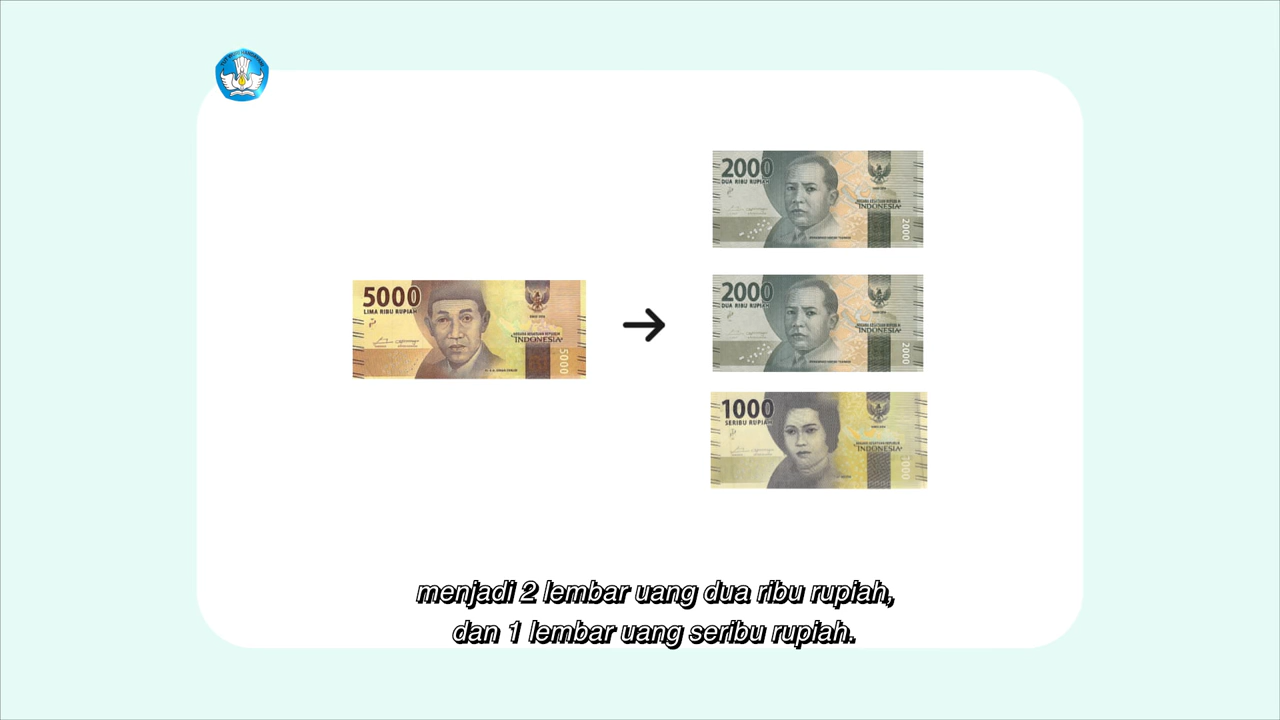 5000
LIMA RIBU RUPIAH
INDONESIA
5000
2000
DUA RIBU RUPIAH
INDONESIA
2000
2000
DUA RIBU RUPIAH
INDONESIA
2000
1000
SERIBU RUPIAH
INDONESIA
1000
menjadi 2 lembar uang dua ribu rupiah,
dan 1 lembar uang seribu rupiah.